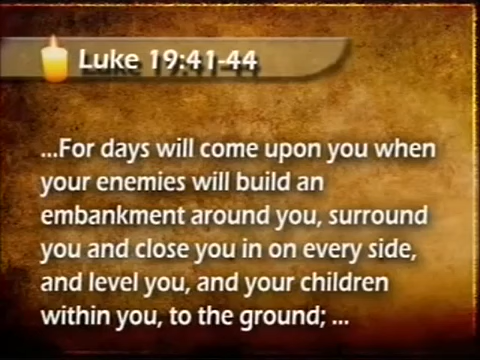 Luke 19:41-44
...For days will come upon you when
your enemies will build an
embankment around you, surround
you and close you in on every side,
and level you, and your children
within you, to the ground; ...